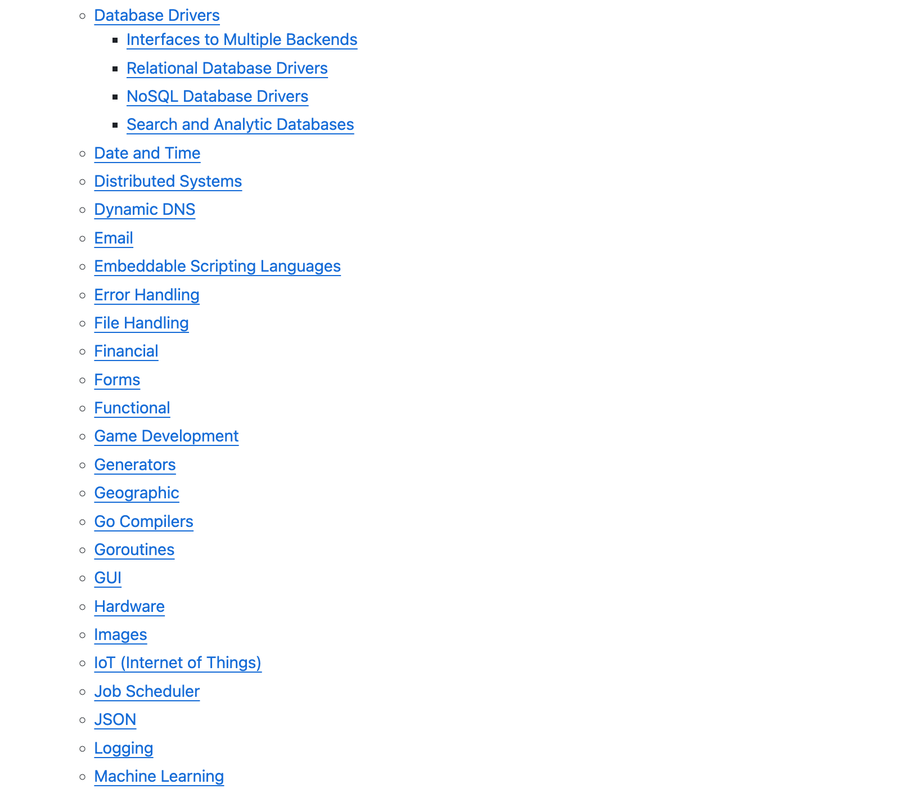 Database Drivers
Interfaces to Multiple Backends
Relational Database Drivers
NoSQL Database Drivers
Search and Analytic Databases
Date and Time
Distributed Systems
Dynamic DNS
Email
Embeddable Scripting Languages
Error Handling
File Handling
Financial
Forms
Functional
Game Development
Generators
Geographic
Go Compilers
Goroutines
GUI
Hardware
Images
IoT (Internet of Things)
Job Scheduler
JSON
Logging
Machine Learning